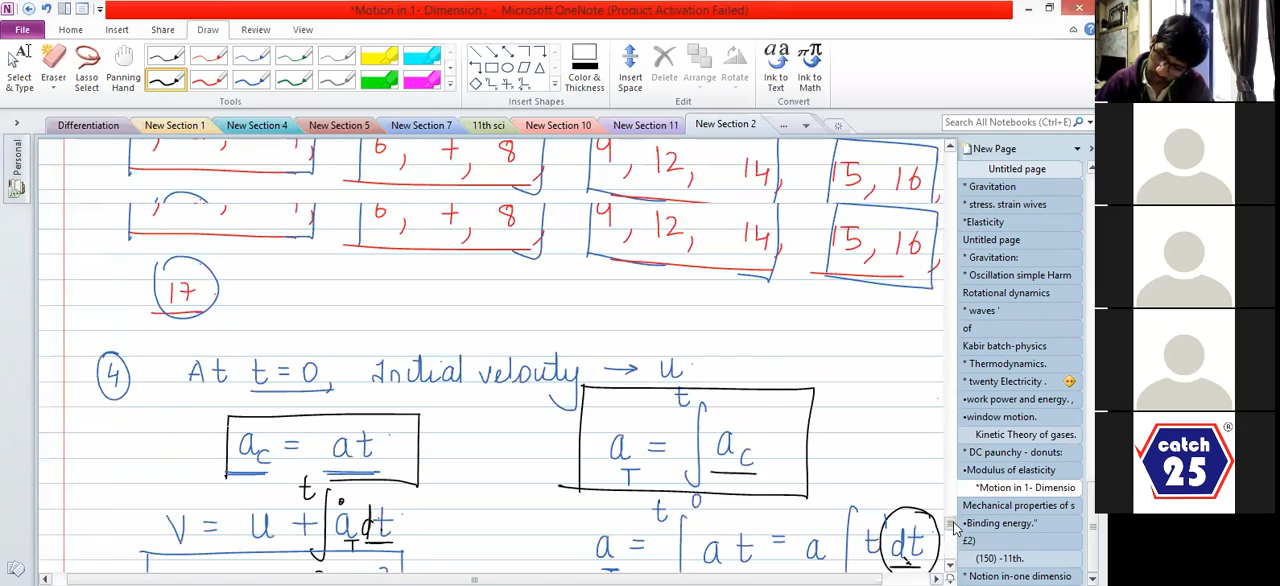 *Motion in 1- Dimension : - Microsoft OneNote (Product Activation Failed)
File Home Insert Share Draw Review View
Select & Type
Eraser
Lasso Select
Panning Hand
Color & Thickness
Insert Space
Delete
Arrange
Rotate
Ink to Text
Ink to Math
Tools
Insert Shapes
Edit
Convert
Differentiation New Section 1 New Section 4 New Section 5 New Section 7 11th sci New Section 10 New Section 11 New Section 2 ...
Search All Notebooks (Ctrl+E)
Personal
6, 7, 8, 9, 12, 14, 15, 16
6, 7, 8, 9, 12, 14, 15, 16,
17
4 At t = 0, Initial velouty → u
a_C = at
a_T = ∫_0^t a_C
V = u + ∫^t a_T dt
a = ∫^t at = a ∫ t dt
New Page
Untitled page
* Gravitation
* stress. strain wives
*Elasticity
Untitled page
* Gravitation:
* Oscillation simple Harm
Rotational dynamics
* waves '
of
Kabir batch-physics
* Thermodynamics.
* twenty Electricity .
•work power and energy. ,
•window motion.
Kinetic Theory of gases.
* DC paunchy - donuts:
•Modulus of elasticity
*Motion in 1- Dimensio
Mechanical properties of s
•Binding energy."
£2)
(150) -11th.
* Notion in-one dimensio
catch
25
®